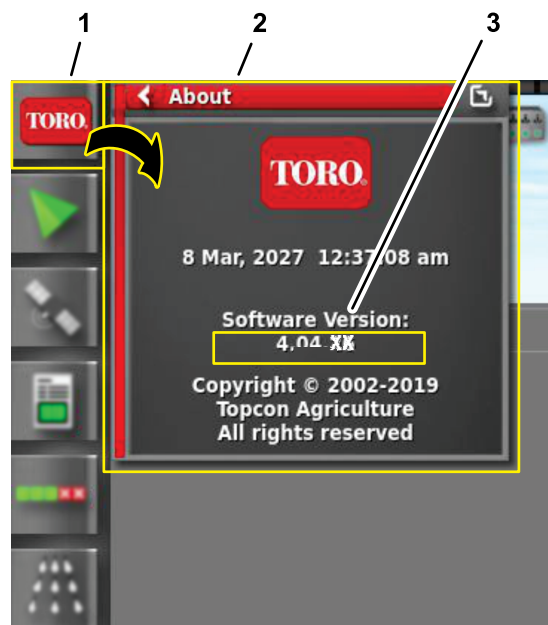 1
2
3
About
TORO
TORO
8 Mar, 2027 12:37:08 am
Software Version:
4.04.XX
Copyright © 2002-2019
Topcon Agriculture
All rights reserved